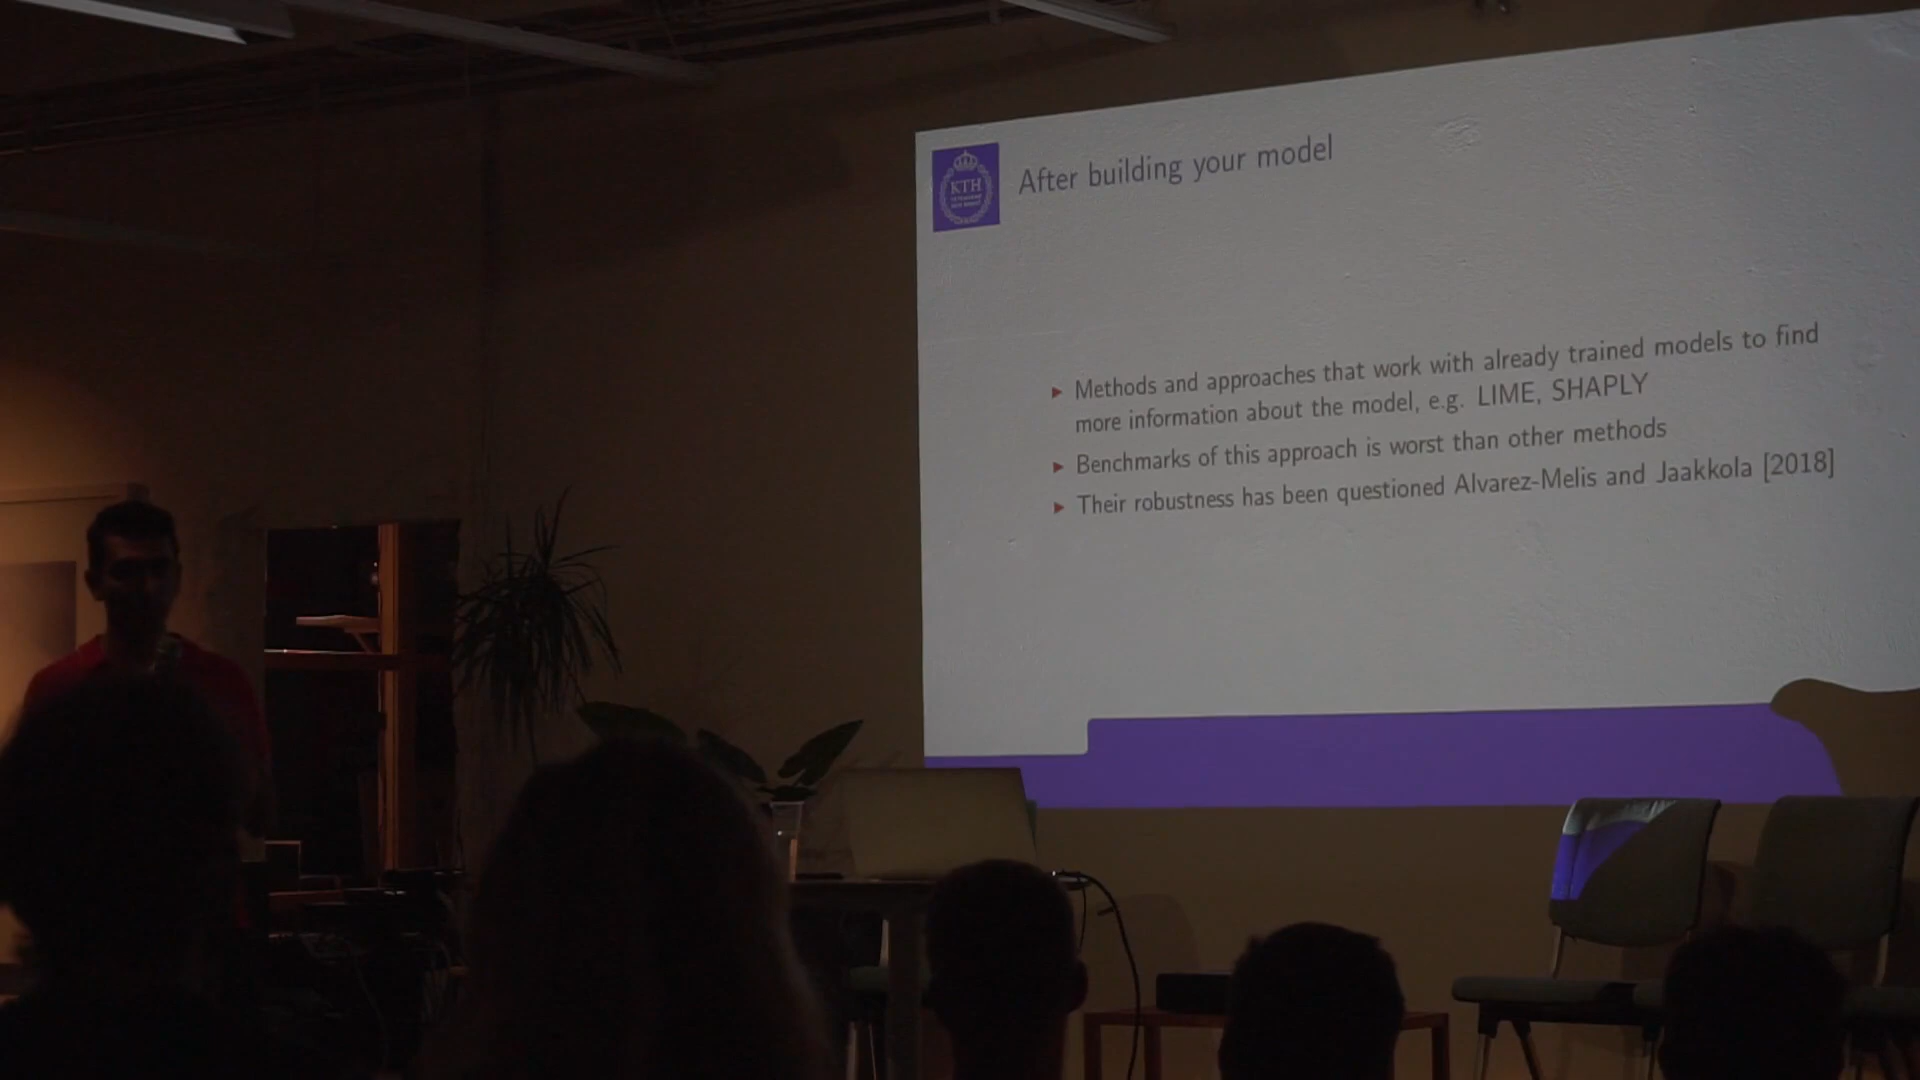 KTH
After building your model
▶ Methods and approaches that work with already trained models to find
more information about the model, e.g. LIME, SHAPLY
▶ Benchmarks of this approach is worst than other methods
▶ Their robustness has been questioned Alvarez-Melis and Jaakkola [2018]